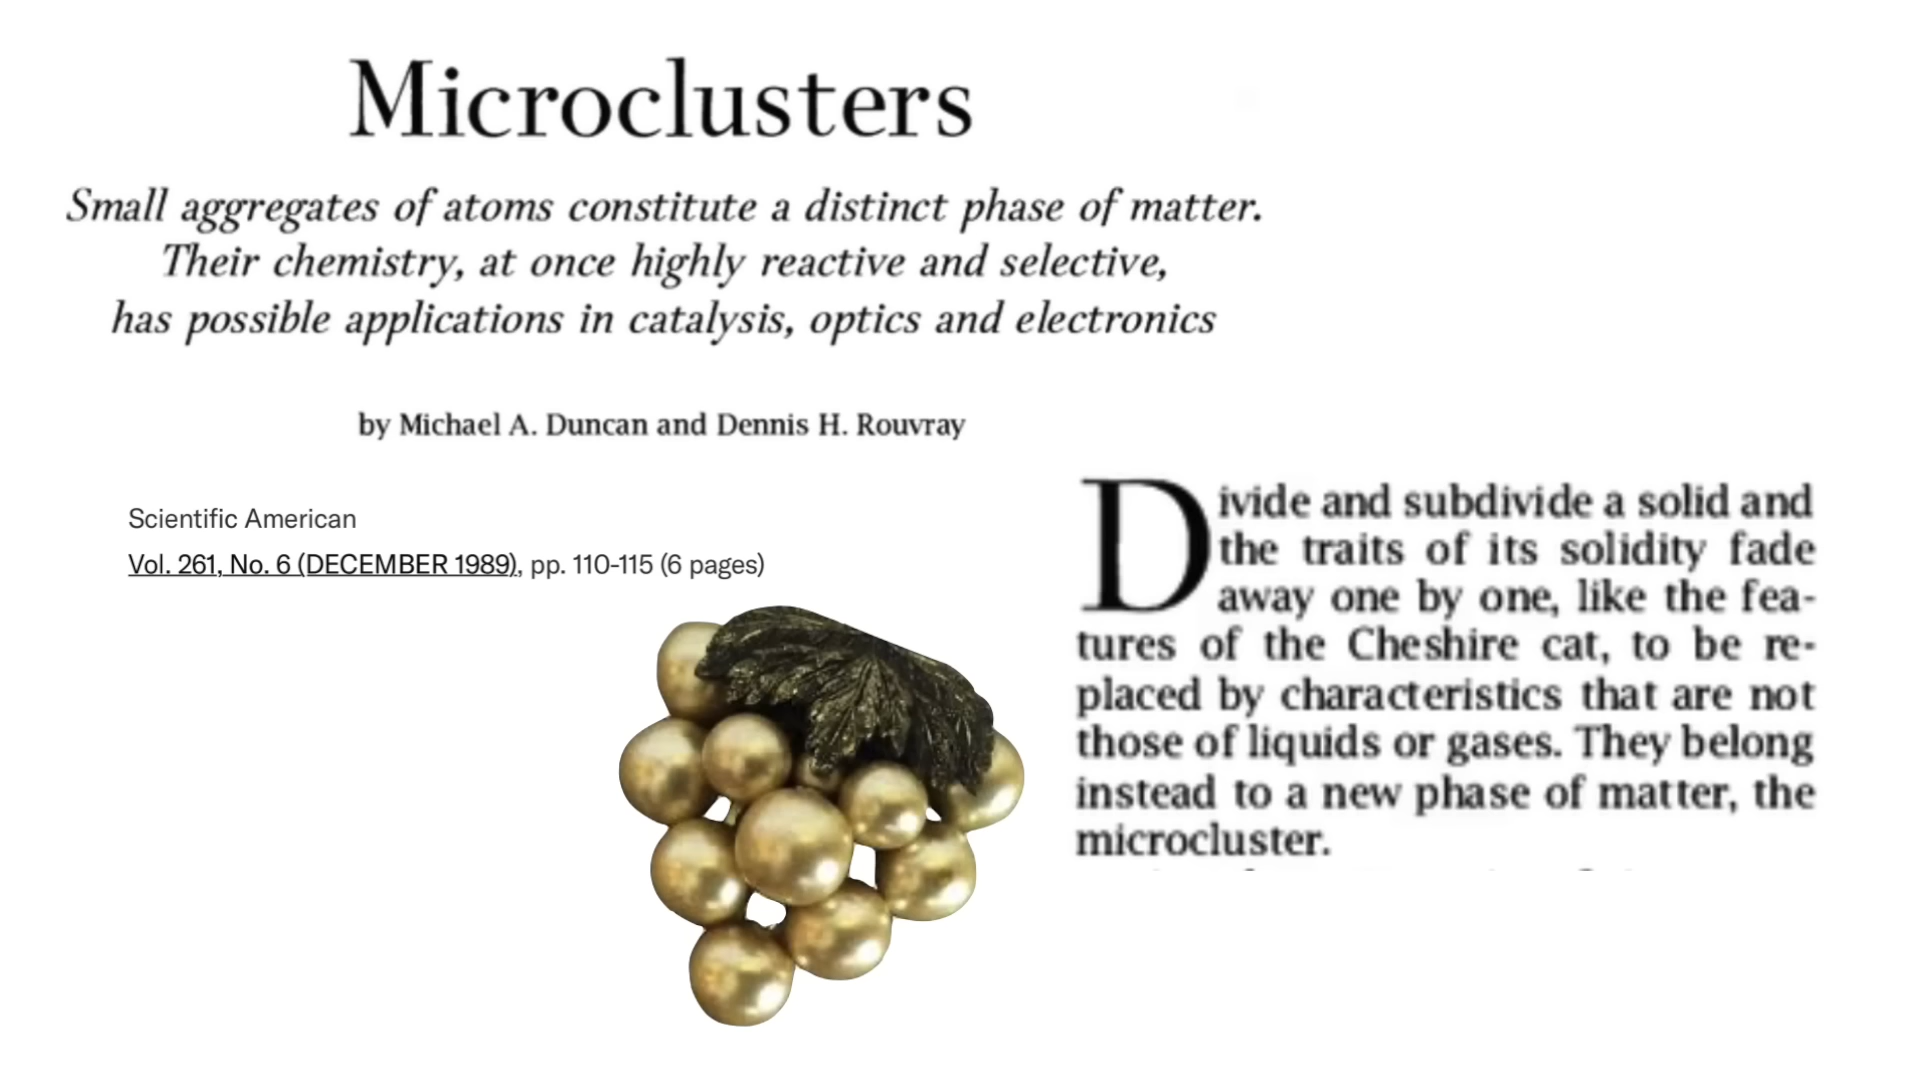 Microclusters
Small aggregates of atoms constitute a distinct phase of matter.
Their chemistry, at once highly reactive and selective,
has possible applications in catalysis, optics and electronics
by Michael A. Duncan and Dennis H. Rouvray
Scientific American
Vol. 261, No. 6 (DECEMBER 1989), pp. 110-115 (6 pages)
Divide and subdivide a solid and
the traits of its solidity fade
away one by one, like the fea-
tures of the Cheshire cat, to be re-
placed by characteristics that are not
those of liquids or gases. They belong
instead to a new phase of matter, the
microcluster.